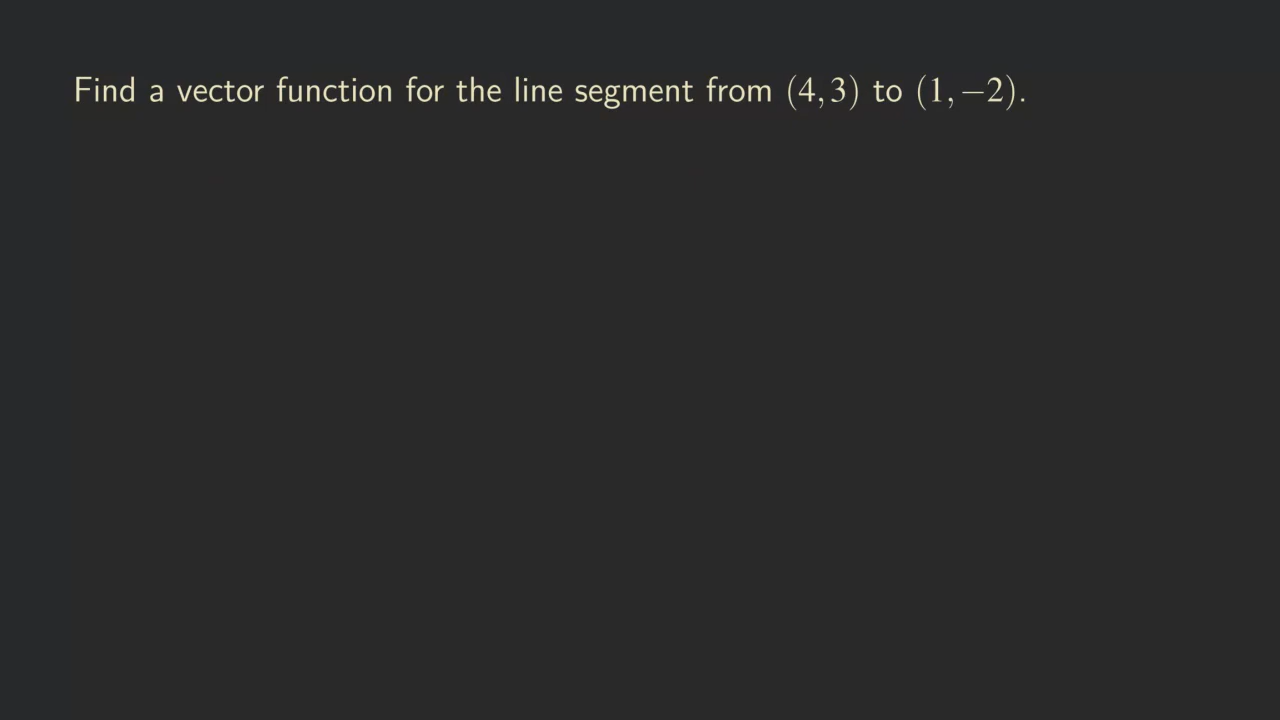 Find a vector function for the line segment from (4,3) to (1,−2).